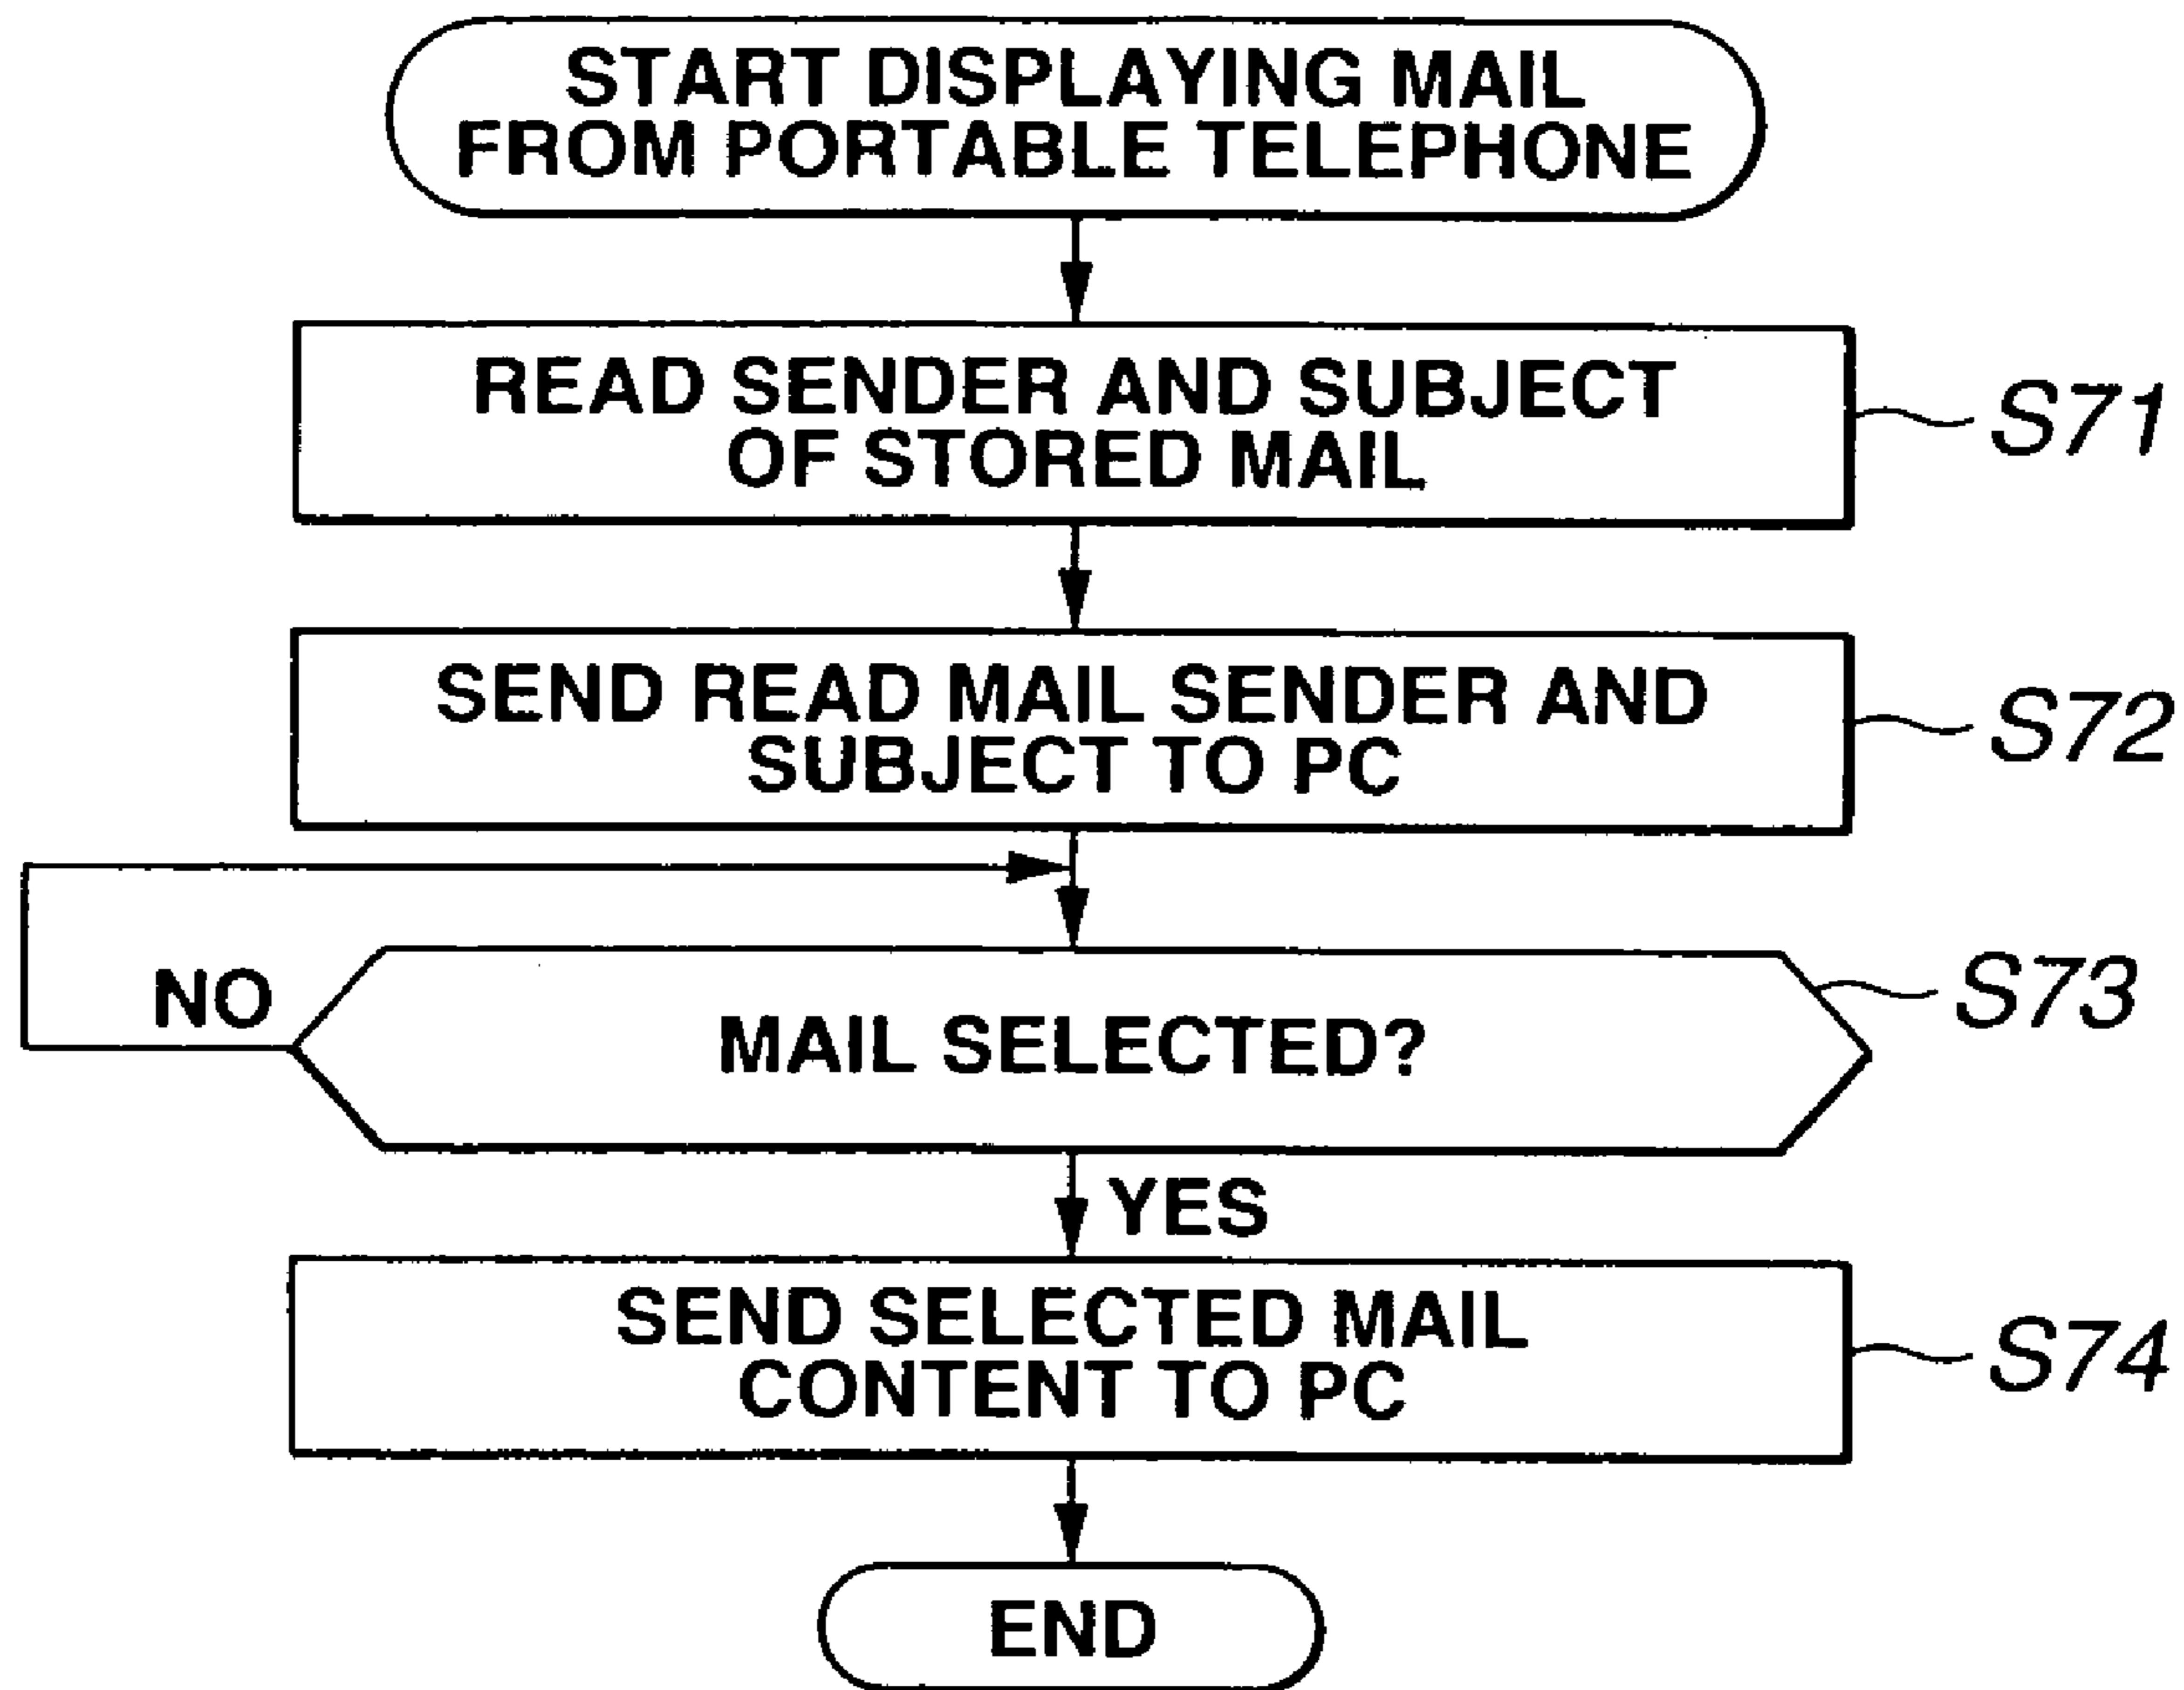 START DISPLAYING MAIL
FROM PORTABLE TELEPHONE
READ SENDER AND SUBJECT
OF STORED MAIL
S71
SEND READ MAIL SENDER AND
SUBJECT TO PC
S72
NO
MAIL SELECTED?
S73
YES
SEND SELECTED MAIL
CONTENT TO PC
S74
END